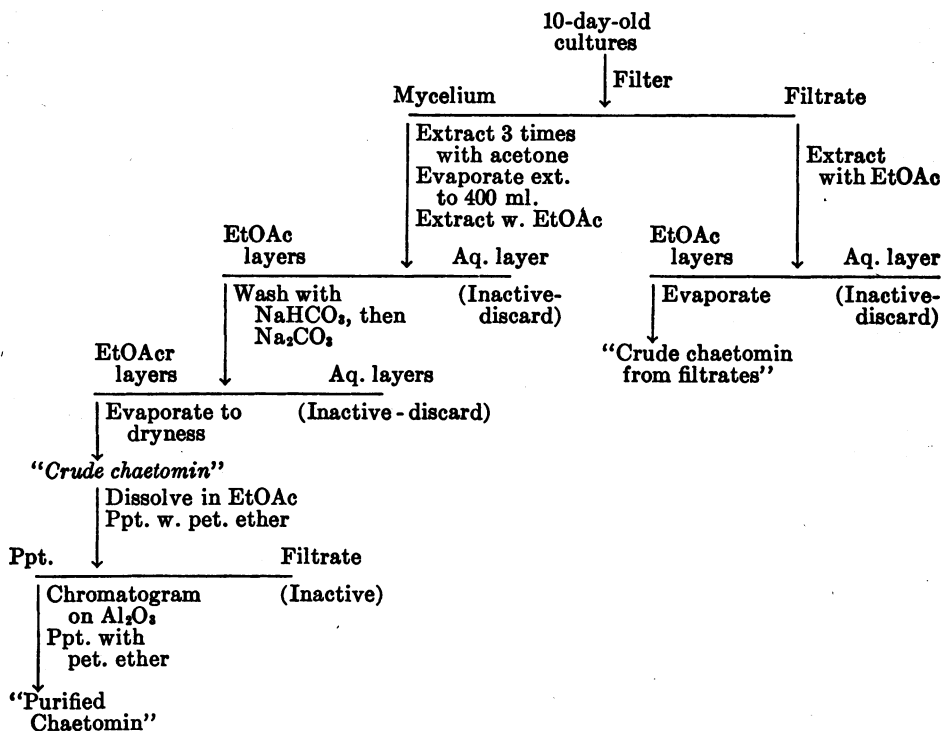 10-day-old
cultures
Filter
Mycelium
Filtrate
Extract 3 times
with acetone
Evaporate ext.
to 400 ml.
Extract w. EtOAc
Extract
with EtOAc
EtOAc
layers
Aq. layer
EtOAc
layers
Aq. layer
Wash with
NaHCO₃, then
Na₂CO₃
(Inactive-
discard)
Evaporate
(Inactive-
discard)
"Crude chaetomin
from filtrates"
EtOAcr
layers
Aq. layers
Evaporate to
dryness
(Inactive - discard)
"Crude chaetomin"
Dissolve in EtOAc
Ppt. w. pet. ether
Ppt.
Filtrate
Chromatogram
on Al₂O₃
Ppt. with
pet. ether
(Inactive)
"Purified
Chaetomin"